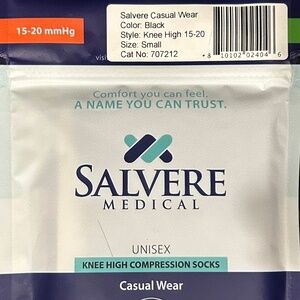 15-20 mmHg
Salvere Casual Wear
Color: Black
Style: Knee High 15-20
Size: Small
Cat No: 707212
8 10102 02404 6
Comfort you can feel,
A NAME YOU CAN TRUST.
SALVERE
MEDICAL
UNISEX
KNEE HIGH COMPRESSION SOCKS
Casual Wear